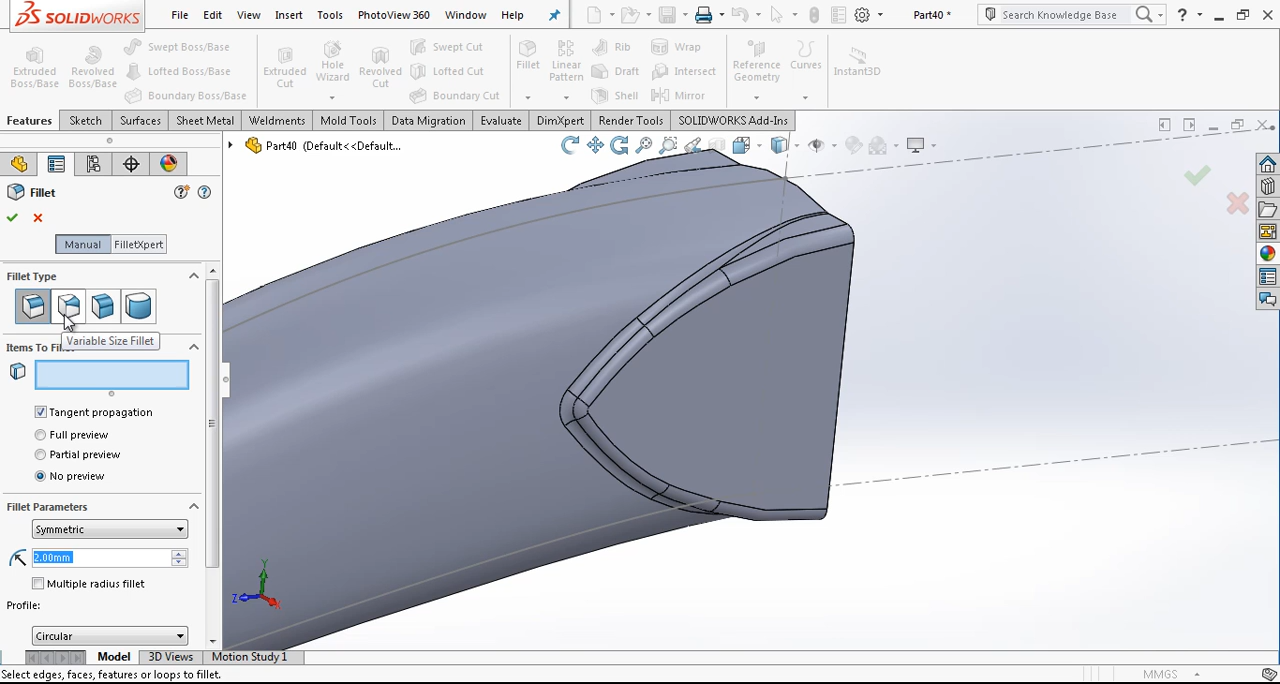 SOLIDWORKS File Edit View Insert Tools PhotoView 360 Window Help Part40 * Search Knowledge Base ?
Extruded Boss/Base
Revolved Boss/Base
Swept Boss/Base
Lofted Boss/Base
Boundary Boss/Base
Extruded Cut
Hole Wizard
Revolved Cut
Swept Cut
Lofted Cut
Boundary Cut
Fillet
Linear Pattern
Rib
Draft
Shell
Wrap
Intersect
Mirror
Reference Geometry
Curves
Instant3D
Features Sketch Surfaces Sheet Metal Weldments Mold Tools Data Migration Evaluate DimXpert Render Tools SOLIDWORKS Add-Ins
Part40 (Default<<Default...
Fillet
Manual FilletXpert
Fillet Type
Variable Size Fillet
Items To Fil
Tangent propagation
Full preview
Partial preview
No preview
Fillet Parameters
Symmetric
2.00mm
Multiple radius fillet
Profile:
Circular
Y
Z
X
Model 3D Views Motion Study 1
Select edges, faces, features or loops to fillet. MMGS